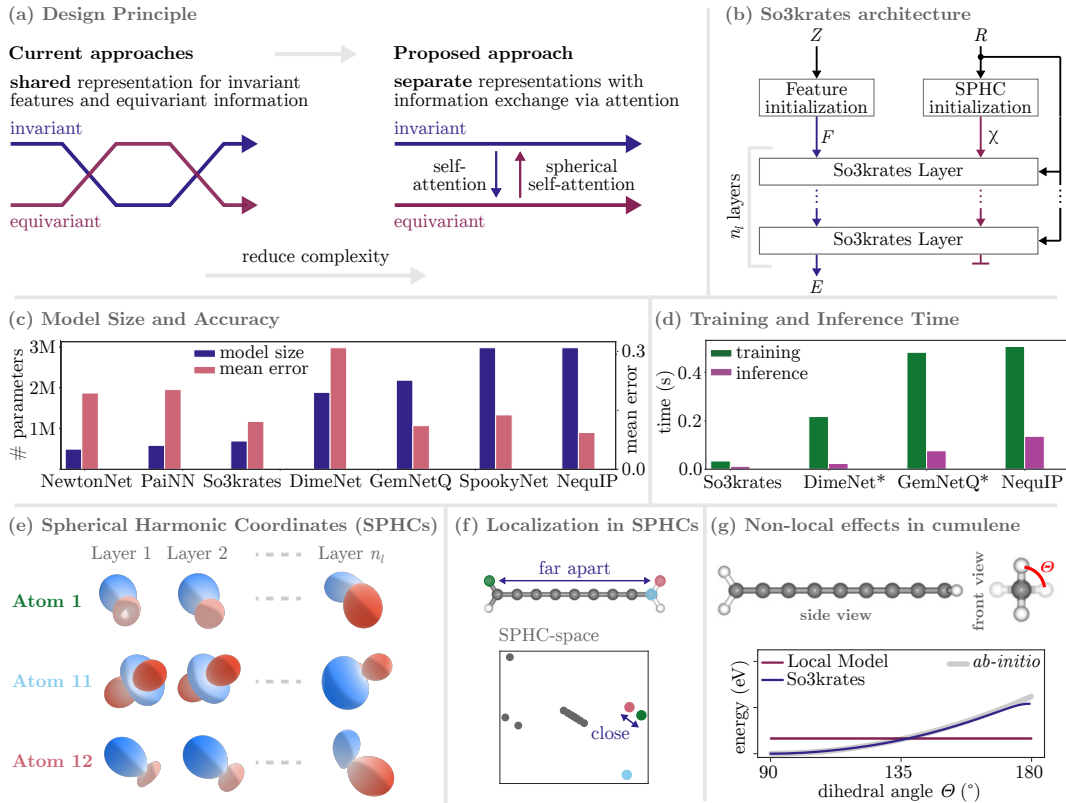 (a) Design Principle
Current approaches
shared representation for invariant
features and equivariant information
invariant
equivariant
Proposed approach
separate representations with
information exchange via attention
invariant
self-
attention
spherical
self-attention
equivariant
reduce complexity
(b) So3krates architecture
Z
R
Feature
initialization
SPHC
initialization
F
χ
So3krates Layer
n_l layers
So3krates Layer
E
(c) Model Size and Accuracy
# parameters
3M
2M
1M
model size
mean error
0.3
0.0
mean error
NewtonNet PaiNN So3krates DimeNet GemNetQ SpookyNet NequIP
(d) Training and Inference Time
time (s)
0.4
0.2
0.0
training
inference
So3krates DimeNet* GemNetQ* NequIP
(e) Spherical Harmonic Coordinates (SPHCs)
Layer 1 Layer 2 Layer n_l
Atom 1
Atom 11
Atom 12
(f) Localization in SPHCs
far apart
SPHC-space
close
(g) Non-local effects in cumulene
side view
front view
Θ
energy (eV)
Local Model
So3krates
ab-initio
90 135 180
dihedral angle Θ (°)